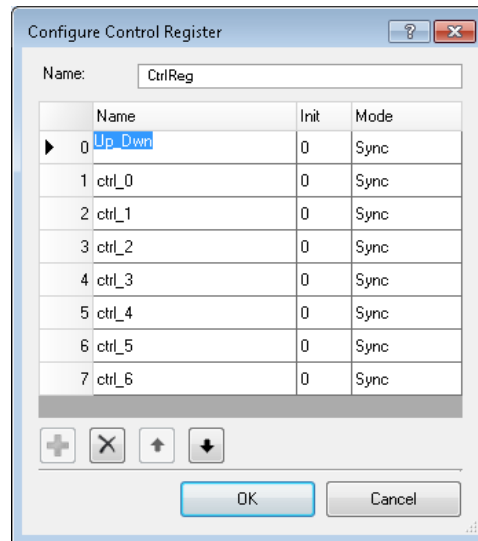 Configure Control Register
Name: CtrlReg
Name Init Mode
0 Up_Dwn 0 Sync
1 ctrl_0 0 Sync
2 ctrl_1 0 Sync
3 ctrl_2 0 Sync
4 ctrl_3 0 Sync
5 ctrl_4 0 Sync
6 ctrl_5 0 Sync
7 ctrl_6 0 Sync
OK Cancel